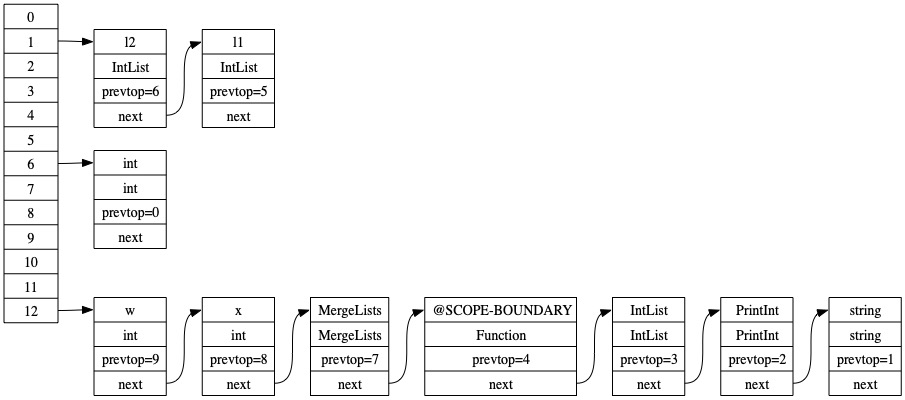 0
1
2
3
4
5
6
7
8
9
10
11
12
l2
IntList
prevtop=6
next
l1
IntList
prevtop=5
next
int
int
prevtop=0
next
w
int
prevtop=9
next
x
int
prevtop=8
next
MergeLists
MergeLists
prevtop=7
next
@SCOPE-BOUNDARY
Function
prevtop=4
next
IntList
IntList
prevtop=3
next
PrintInt
PrintInt
prevtop=2
next
string
string
prevtop=1
next